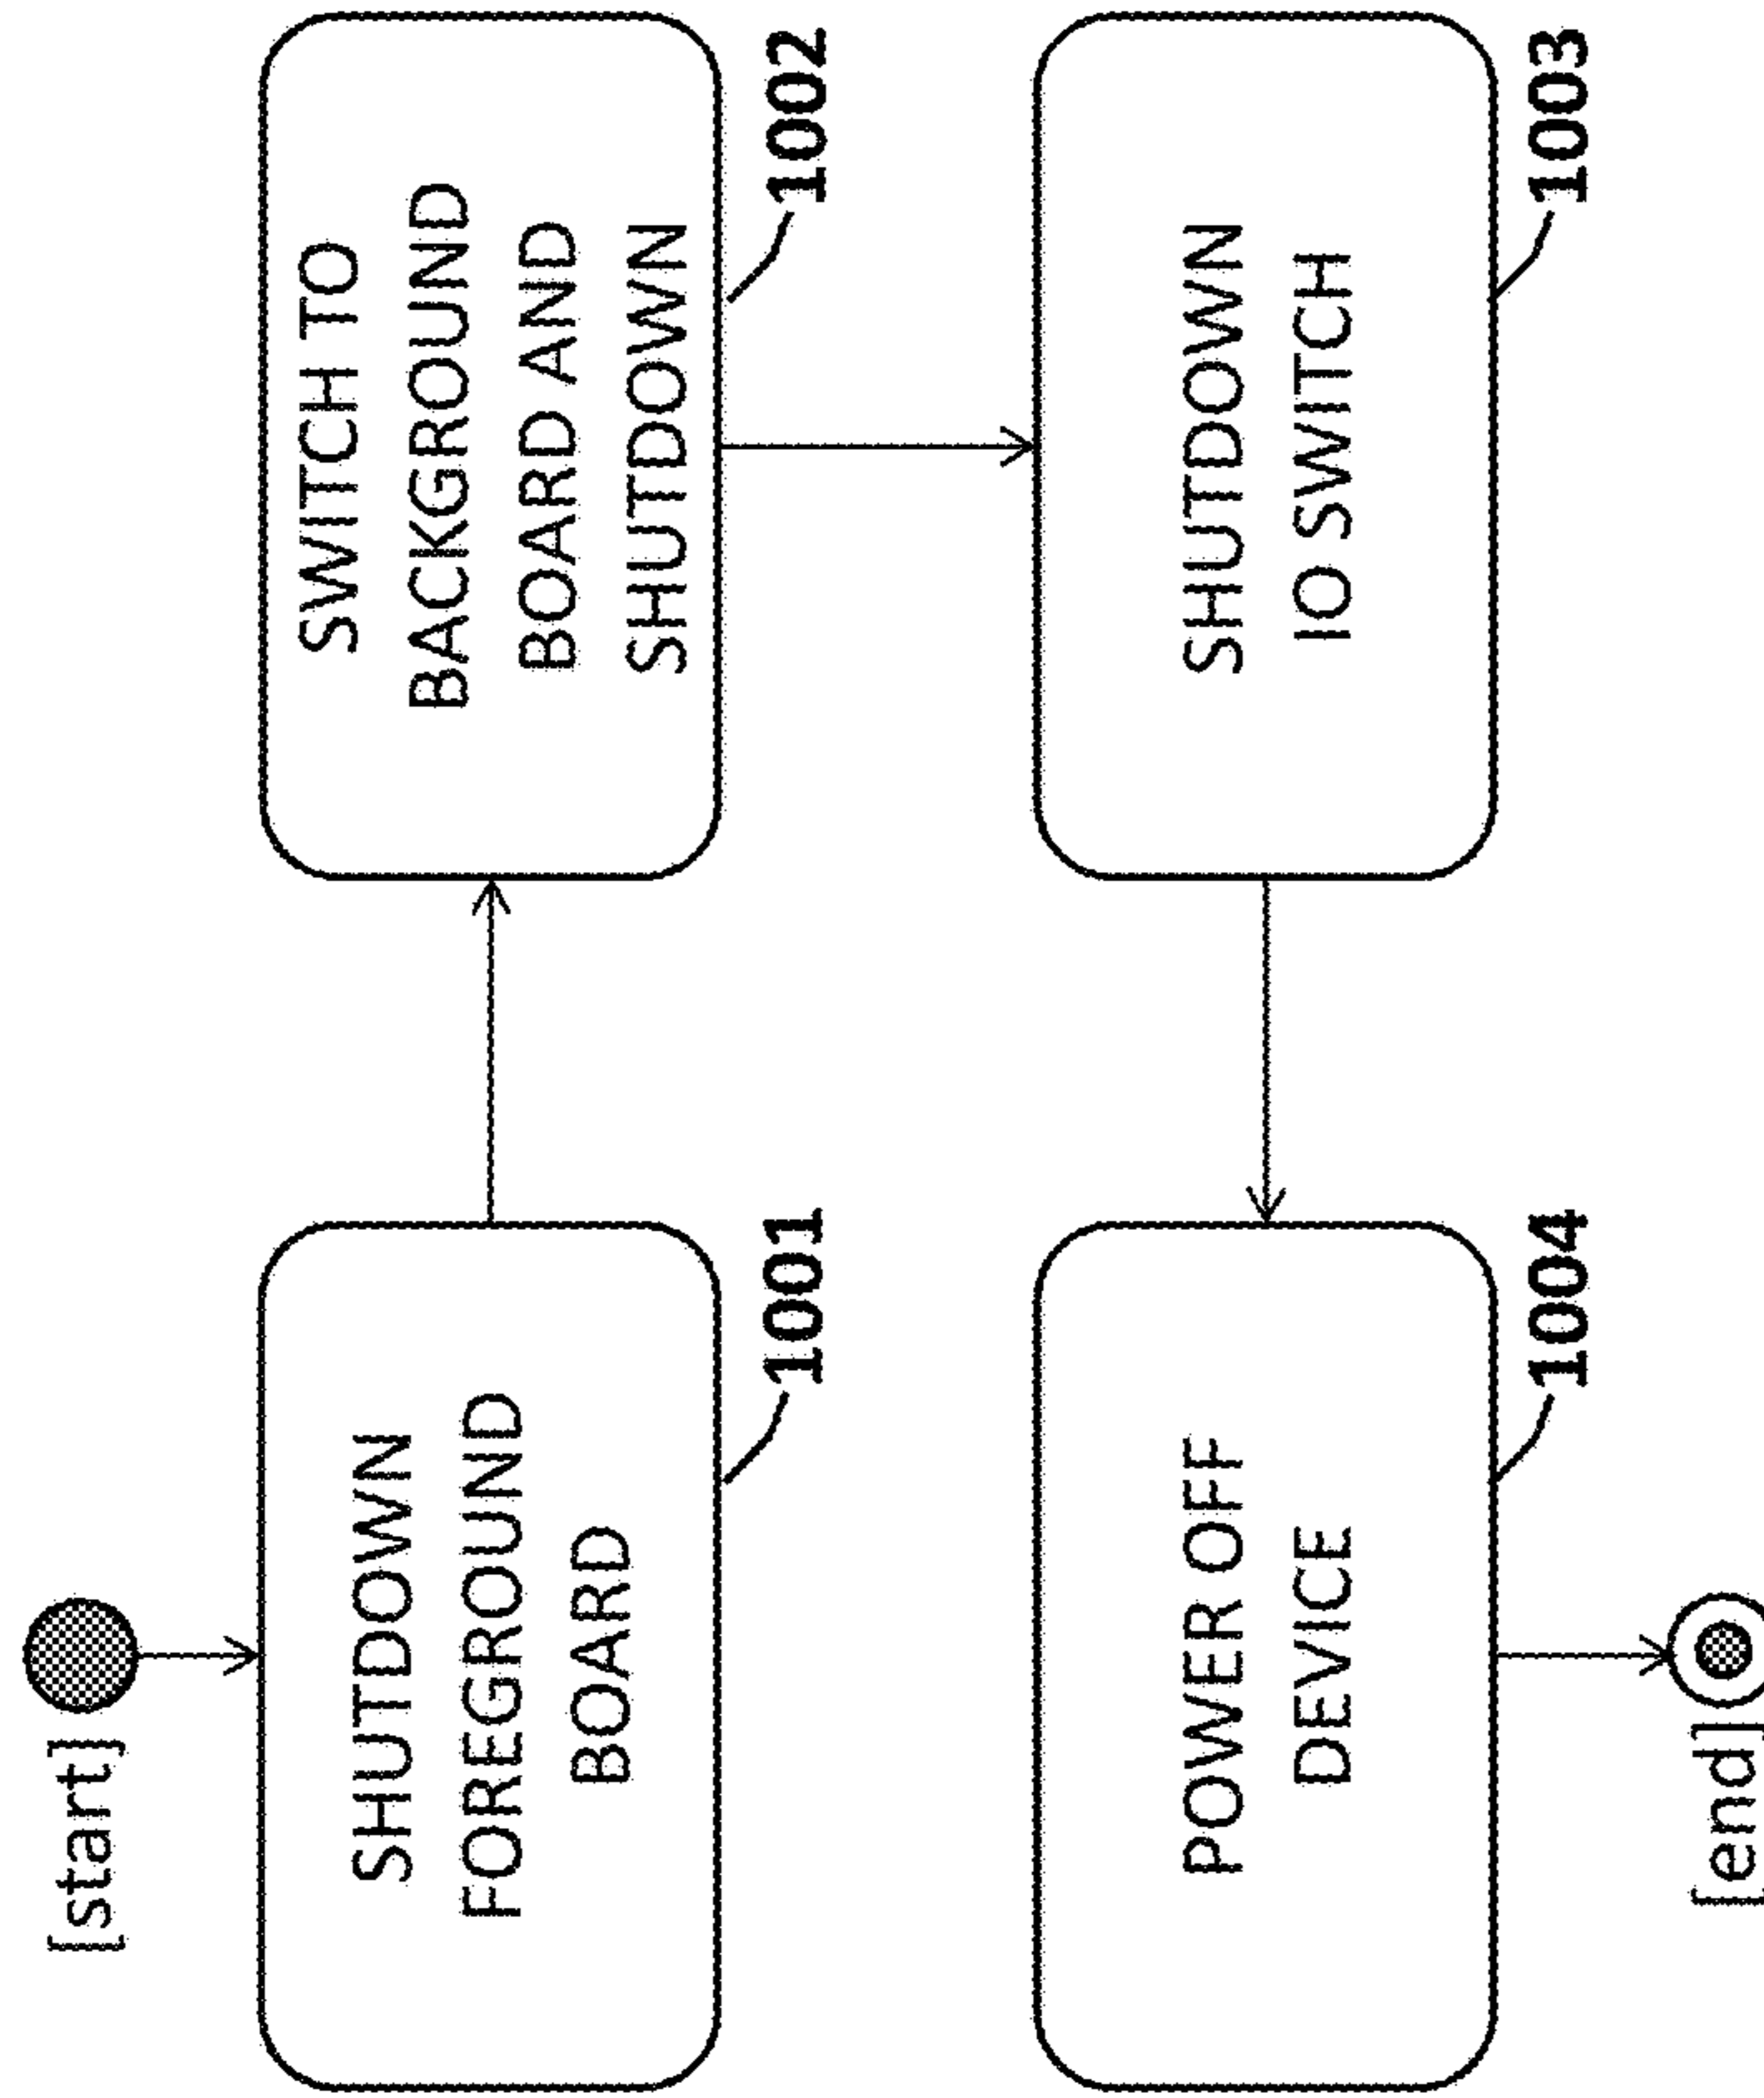 [start]
SHUTDOWN
FOREGROUND
BOARD
1001
SWITCH TO
BACKGROUND
BOARD AND
SHUTDOWN
1002
SHUTDOWN
IO SWITCH
1003
POWER OFF
DEVICE
1004
[end]